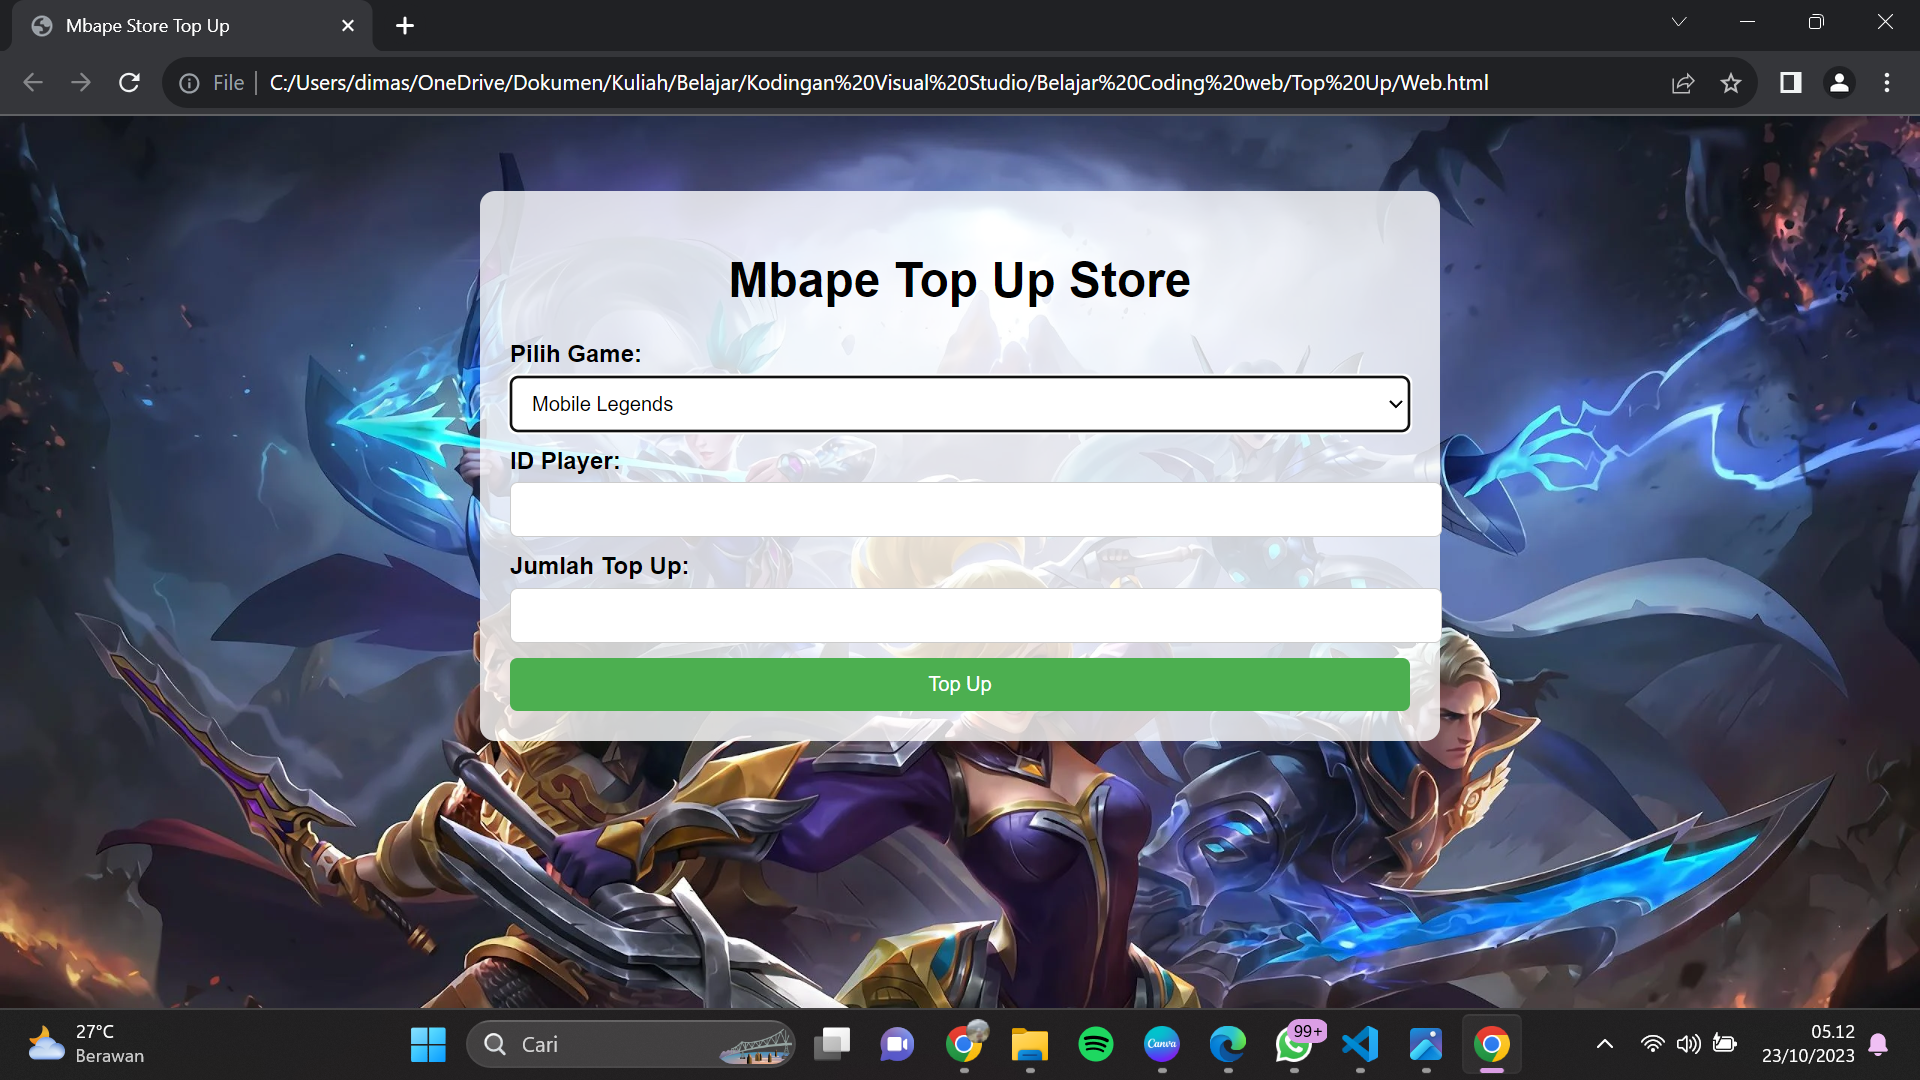 Mbape Store Top Up
File
C:/Users/dimas/OneDrive/Dokumen/Kuliah/Belajar/Kodingan%20Visual%20Studio/Belajar%20Coding%20web/Top%20Up/Web.html
Mbape Top Up Store
Pilih Game:
Mobile Legends
ID Player:
Jumlah Top Up:
Top Up
27°C
Berawan
Cari
Canva
99+
05.12
23/10/2023